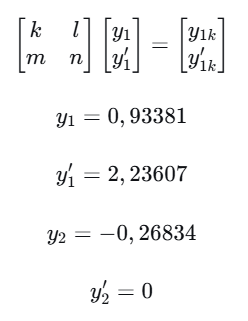 [k l; m n] [y₁; y′₁] = [y₁ₖ; y′₁ₖ]
y₁ = 0,93381
y′₁ = 2,23607
y₂ = −0,26834
y′₂ = 0